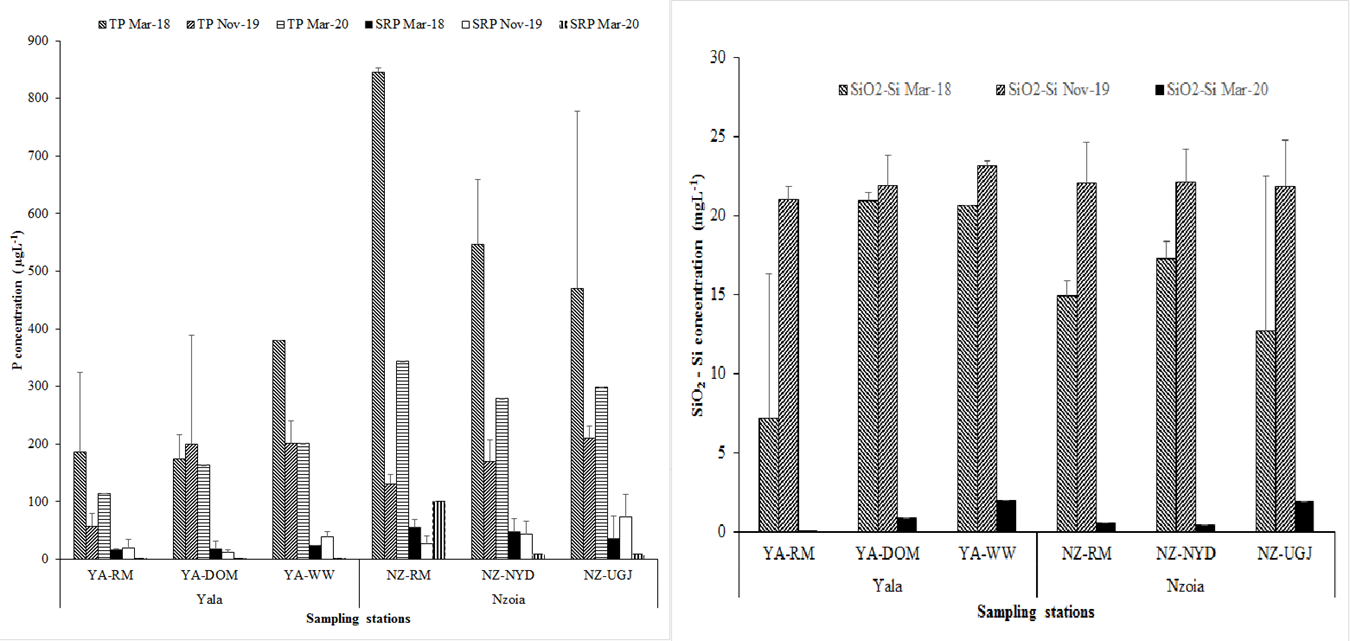 TP Mar-18 TP Nov-19 TP Mar-20 SRP Mar-18 SRP Nov-19 SRP Mar-20
900
800
700
600
500
400
300
200
100
0
P concentration (µgL-1)
YA-RM YA-DOM YA-WW NZ-RM NZ-NYD NZ-UGJ
Yala Nzoia
Sampling stations
SiO2-Si Mar-18 SiO2-Si Nov-19 SiO2-Si Mar-20
30
25
20
15
10
5
0
SiO2 - Si concentration (mgL-1)
YA-RM YA-DOM YA-WW NZ-RM NZ-NYD NZ-UGJ
Yala Nzoia
Sampling stations